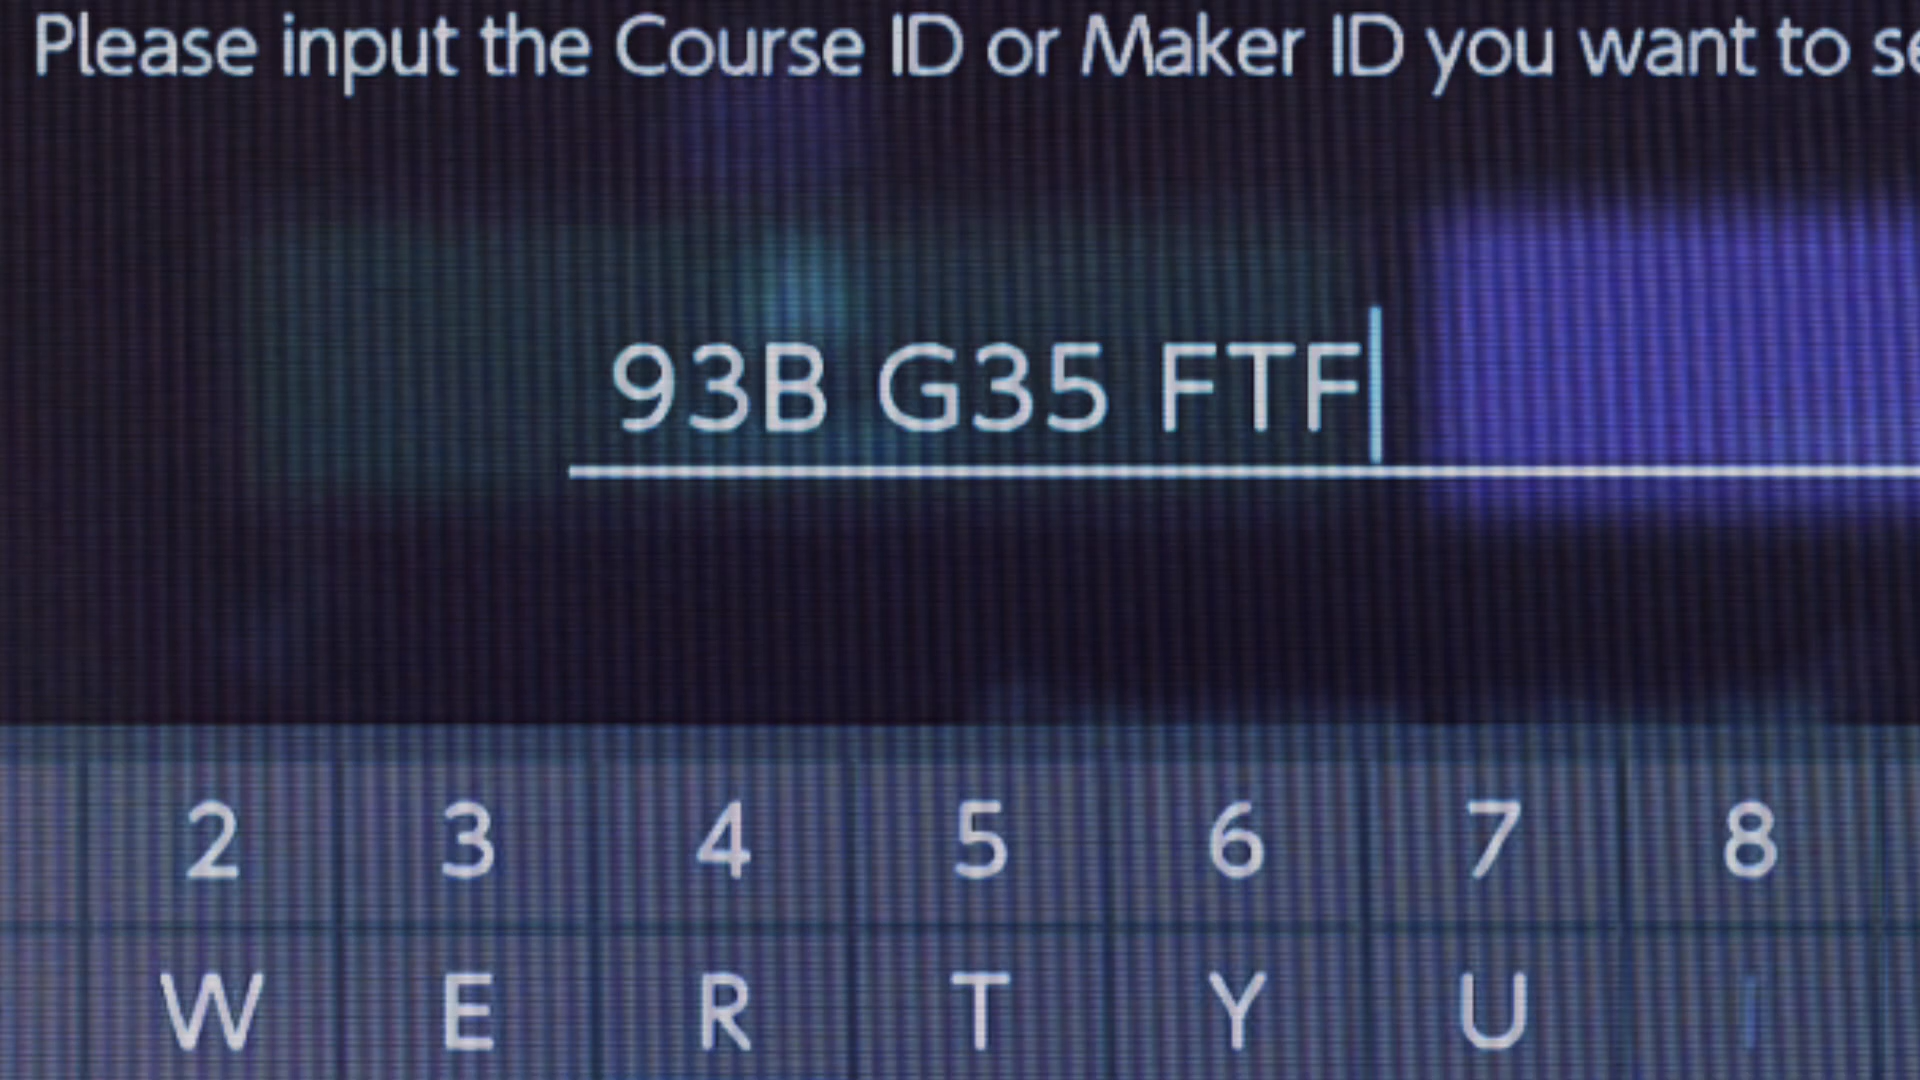 Please input the Course ID or Maker ID you want to
93B G35 FTF
2 3 4 5 6 7 8
W E R T Y U I